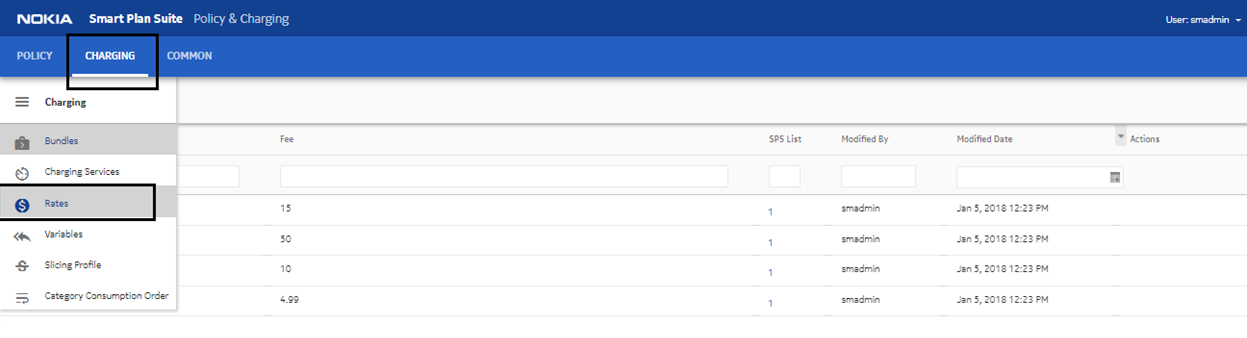 NOKIA Smart Plan Suite Policy & Charging User: smadmin
POLICY CHARGING COMMON
Charging
Fee SPS List Modified By Modified Date Actions
Bundles
Charging Services
Rates
Variables
Slicing Profile
Category Consumption Order
15 1 smadmin Jan 5, 2018 12:23 PM
50 1 smadmin Jan 5, 2018 12:23 PM
10 1 smadmin Jan 5, 2018 12:23 PM
4.99 1 smadmin Jan 5, 2018 12:23 PM